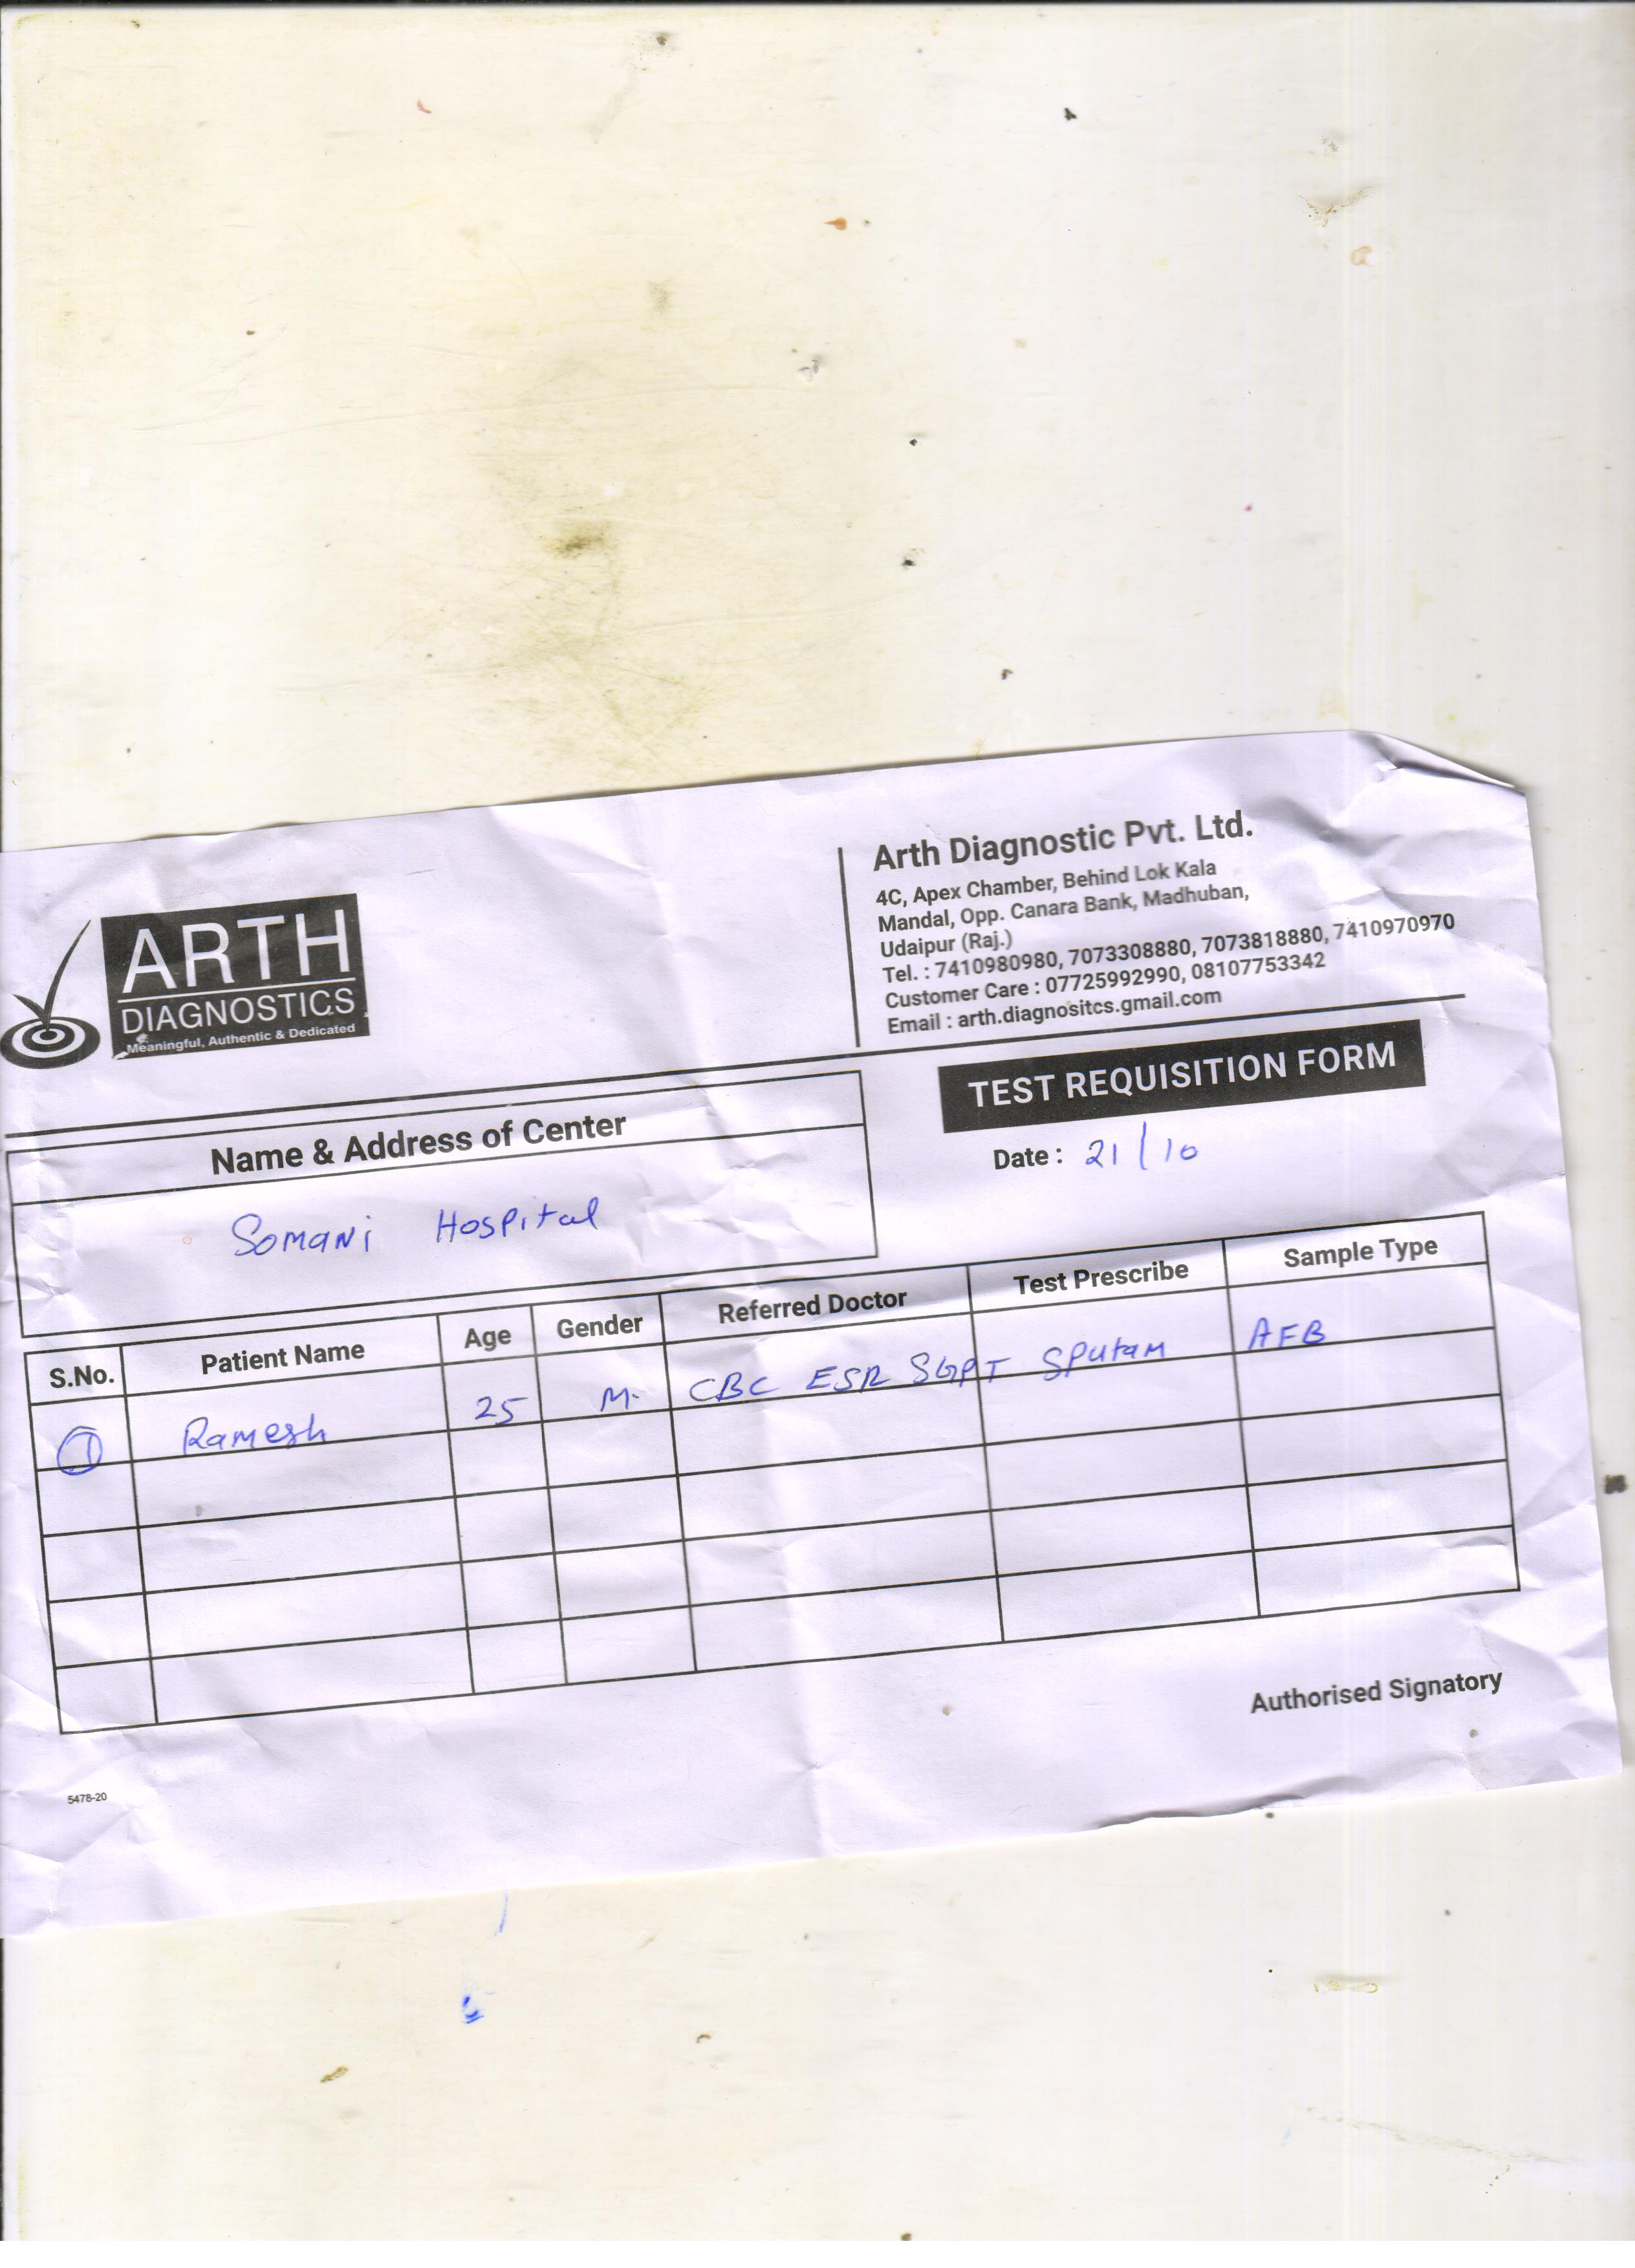 ARTH
DIAGNOSTICS
Meaningful, Authentic & Dedicated
Arth Diagnostic Pvt. Ltd.
4C, Apex Chamber, Behind Lok Kala
Mandal, Opp. Canara Bank, Madhuban,
Udaipur (Raj.)
Tel. : 7410980980, 7073308880, 7073818880, 7410970970
Customer Care : 07725992990, 08107753342
Email : arth.diagnositcs.gmail.com
TEST REQUISITION FORM
Date : 21/10
Name & Address of Center
Somani Hospital
S.No. Patient Name Age Gender Referred Doctor Test Prescribe Sample Type
1 Ramesh 25 M. CBC ESR SGPT Sputam AFB
Authorised Signatory
5478-20